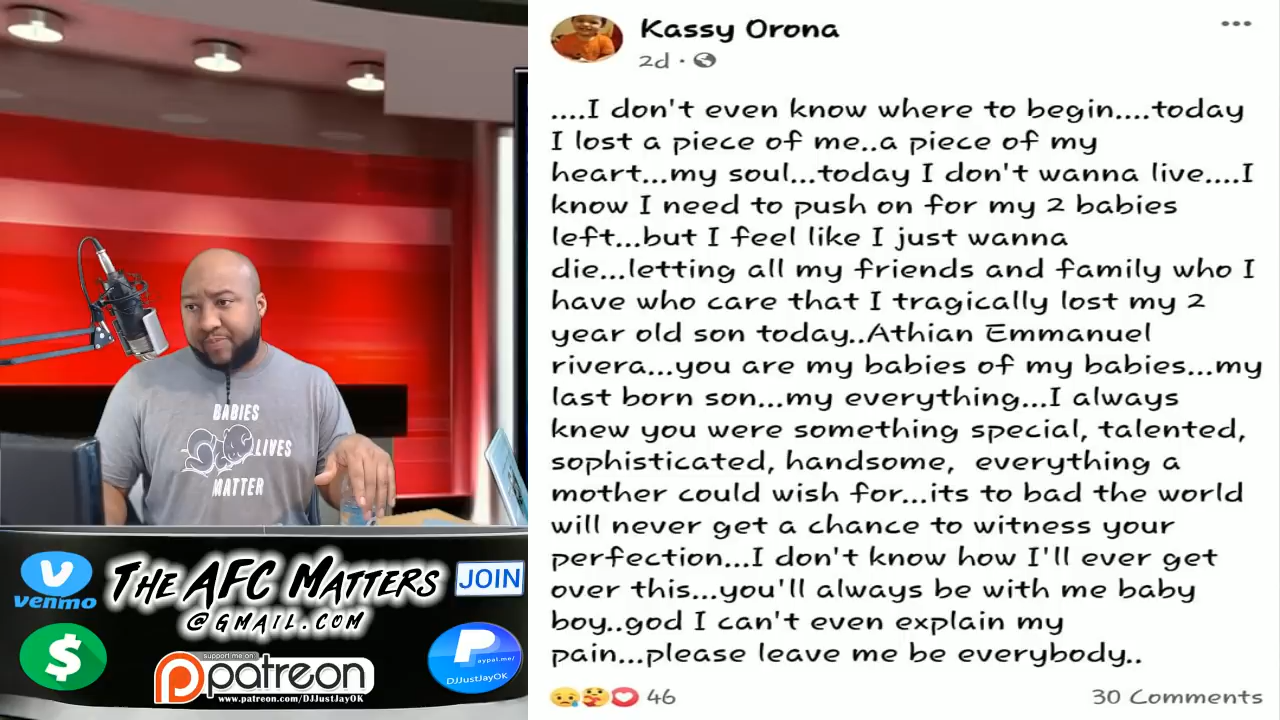 BABIES
LIVES
MATTER
venmo
THE AFC MATTERS
@GMAIL.COM
JOIN
support me on
patreon
www.patreon.com/DJJustJayOK
Paypal.me/
DJJustJayOK
Kassy Orona
2d
....I don't even know where to begin....today
I lost a piece of me..a piece of my
heart...my soul...today I don't wanna live....I
know I need to push on for my 2 babies
left...but I feel like I just wanna
die...letting all my friends and family who I
have who care that I tragically lost my 2
year old son today..Athian Emmanuel
rivera...you are my babies of my babies...my
last born son...my everything...I always
knew you were something special, talented,
sophisticated, handsome, everything a
mother could wish for...its to bad the world
will never get a chance to witness your
perfection...I don't know how I'll ever get
over this...you'll always be with me baby
boy..god I can't even explain my
pain...please leave me be everybody..
46
30 Comments